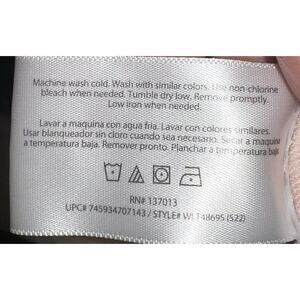 Machine wash cold. Wash with similar colors. Use non-chlorine
bleach when needed. Tumble dry low. Remove promptly.
Low iron when needed.
Lavar a maquina con agua fria. Lavar con colores similares.
Usar blanqueador sin cloro cuando sea necesario. Secar a maquina
a temperatura baja. Remover pronto. Planchar a temperatura
baja.
RN# 137013
UPC# 745934707143 / STYLE# WLT4869S (S22)